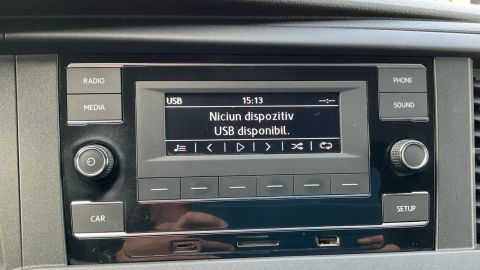 RADIO
MEDIA
CAR
USB 15:13 --:--
Niciun dispozitiv
USB disponibil.
PHONE
SOUND
SETUP